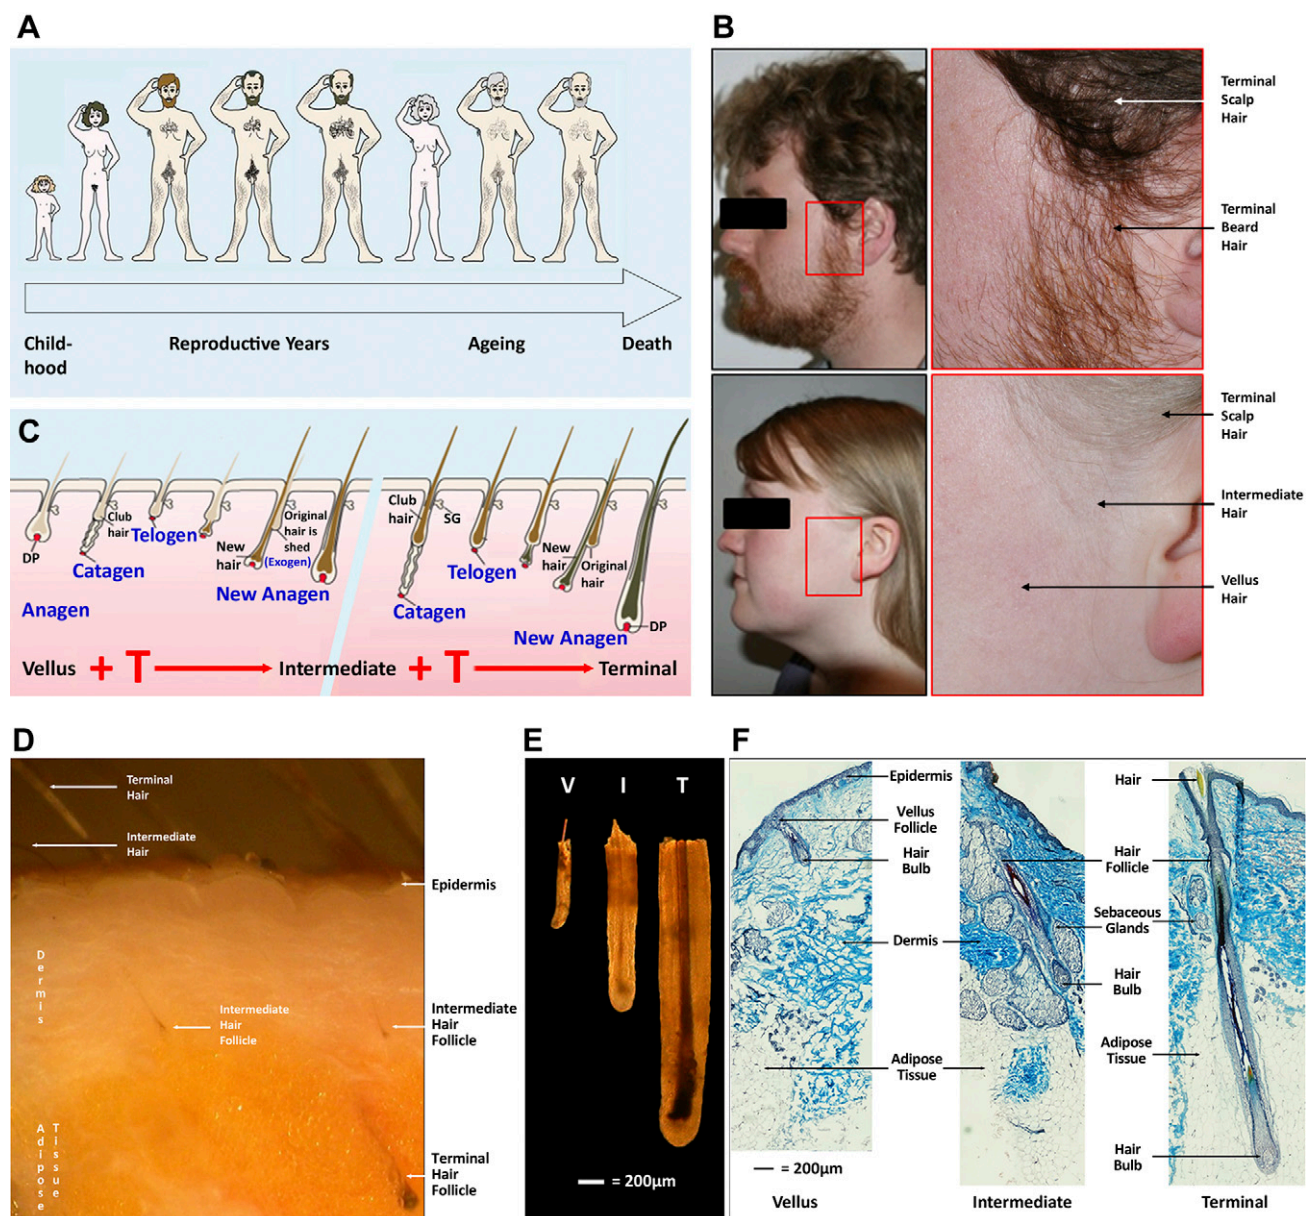 A
Child-
hood
Reproductive Years
Ageing
Death
B
Terminal
Scalp
Hair
Terminal
Beard
Hair
Terminal
Scalp
Hair
Intermediate
Hair
Vellus
Hair
C
DP
Anagen
Club
hair
Catagen
Telogen
New
hair
Original
hair is
shed
(Exogen)
New Anagen
Club
hair
SG
Catagen
Telogen
New
hair
Original
hair
New Anagen
DP
Vellus + T Intermediate + T Terminal
D
Terminal
Hair
Intermediate
Hair
Epidermis
Dermis
Intermediate
Hair
Follicle
Intermediate
Hair
Follicle
Adipose
Tissue
Terminal
Hair
Follicle
E
V I T
= 200µm
F
Epidermis
Vellus
Follicle
Hair
Bulb
Dermis
Adipose
Tissue
Hair
Hair
Follicle
Sebaceous
Glands
Hair
Bulb
Adipose
Tissue
Hair
Bulb
= 200µm
Vellus
Intermediate
Terminal